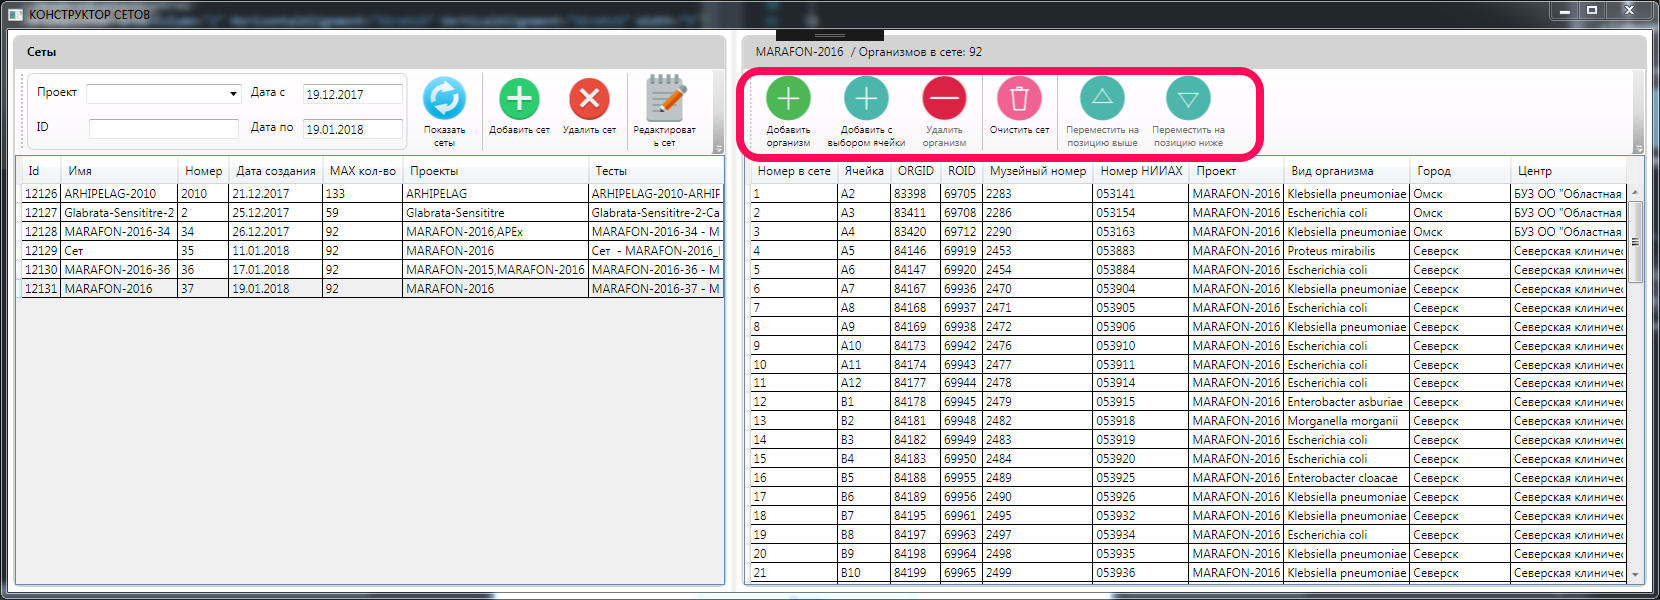 КОНСТРУКТОР СЕТОВ
Сеты
Проект
Дата с 19.12.2017
ID
Дата по 19.01.2018
Показать
сеты
Добавить сет
Удалить сет
Редактироват
ь сет
Id Имя Номер Дата создания MAX кол-во Проекты Тесты
12126 ARHIPELAG-2010 2010 21.12.2017 133 ARHIPELAG ARHIPELAG-2010-ARHIF
12127 Glabrata-Sensititre-2 2 25.12.2017 59 Glabrata-Sensititre Glabrata-Sensititre-2-Ca
12128 MARAFON-2016-34 34 26.12.2017 92 MARAFON-2016,APEx MARAFON-2016-34 - M
12129 Сет 35 11.01.2018 92 MARAFON-2016 Сет - MARAFON-2016_
12130 MARAFON-2016-36 36 17.01.2018 92 MARAFON-2015,MARAFON-2016 MARAFON-2016-36 - M
12131 MARAFON-2016 37 19.01.2018 92 MARAFON-2016 MARAFON-2016-37 - M
MARAFON-2016 / Организмов в сете: 92
Добавить
организм
Добавить с
выбором ячейки
Удалить
организм
Очистить сет
Переместить на
позицию выше
Переместить на
позицию ниже
Номер в сете Ячейка ORGID ROID Музейный номер Номер НИИАХ Проект Вид организма Город Центр
1 A2 83398 69705 2283 053141 MARAFON-2016 Klebsiella pneumoniae Омск БУЗ ОО "Областная
2 A3 83411 69708 2286 053154 MARAFON-2016 Escherichia coli Омск БУЗ ОО "Областная
3 A4 83420 69712 2290 053163 MARAFON-2016 Klebsiella pneumoniae Омск БУЗ ОО "Областная
4 A5 84146 69919 2453 053883 MARAFON-2016 Proteus mirabilis Северск Северская клиничес
5 A6 84147 69920 2454 053884 MARAFON-2016 Escherichia coli Северск Северская клиничес
6 A7 84167 69936 2470 053904 MARAFON-2016 Klebsiella pneumoniae Северск Северская клиничес
7 A8 84168 69937 2471 053905 MARAFON-2016 Escherichia coli Северск Северская клиничес
8 A9 84169 69938 2472 053906 MARAFON-2016 Klebsiella pneumoniae Северск Северская клиничес
9 A10 84173 69942 2476 053910 MARAFON-2016 Escherichia coli Северск Северская клиничес
10 A11 84174 69943 2477 053911 MARAFON-2016 Escherichia coli Северск Северская клиничес
11 A12 84177 69944 2478 053914 MARAFON-2016 Escherichia coli Северск Северская клиничес
12 B1 84178 69945 2479 053915 MARAFON-2016 Enterobacter asburiae Северск Северская клиничес
13 B2 84181 69948 2482 053918 MARAFON-2016 Morganella morganii Северск Северская клиничес
14 B3 84182 69949 2483 053919 MARAFON-2016 Escherichia coli Северск Северская клиничес
15 B4 84183 69950 2484 053920 MARAFON-2016 Escherichia coli Северск Северская клиничес
16 B5 84188 69955 2489 053925 MARAFON-2016 Enterobacter cloacae Северск Северская клиничес
17 B6 84189 69956 2490 053926 MARAFON-2016 Klebsiella pneumoniae Северск Северская клиничес
18 B7 84195 69961 2495 053932 MARAFON-2016 Klebsiella pneumoniae Северск Северская клиничес
19 B8 84197 69963 2497 053934 MARAFON-2016 Escherichia coli Северск Северская клиничес
20 B9 84198 69964 2498 053935 MARAFON-2016 Klebsiella pneumoniae Северск Северская клиничес
21 B10 84199 69965 2499 053936 MARAFON-2016 Klebsiella pneumoniae Северск Северская клиничес